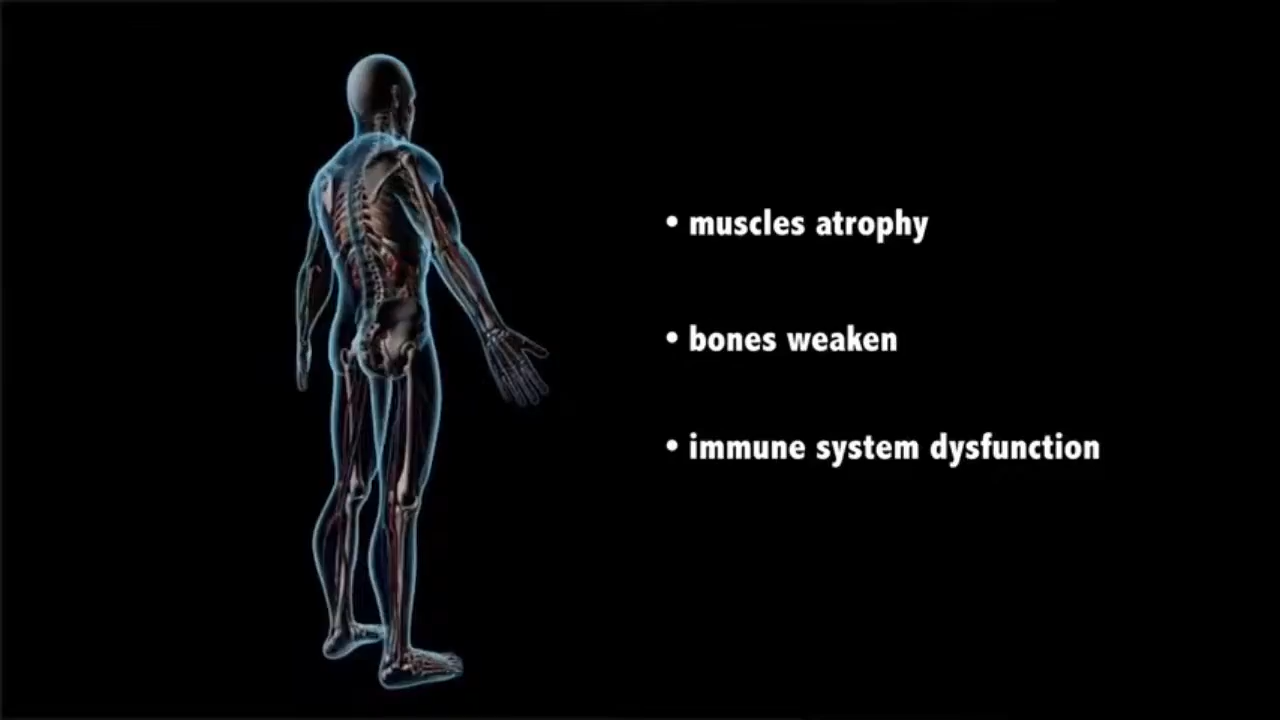 • muscles atrophy
• bones weaken
• immune system dysfunction